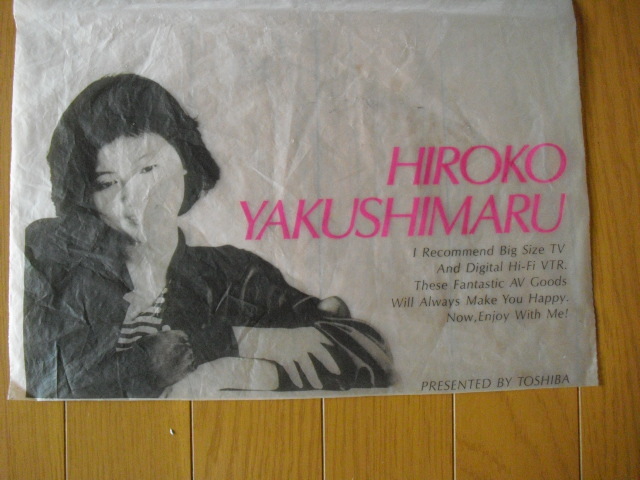 HIROKO
YAKUSHIMARU
I Recommend Big Size TV
And Digital Hi-Fi VTR.
These Fantastic AV Goods
Will Always Make You Happy.
Now,Enjoy With Me!
PRESENTED BY TOSHIBA